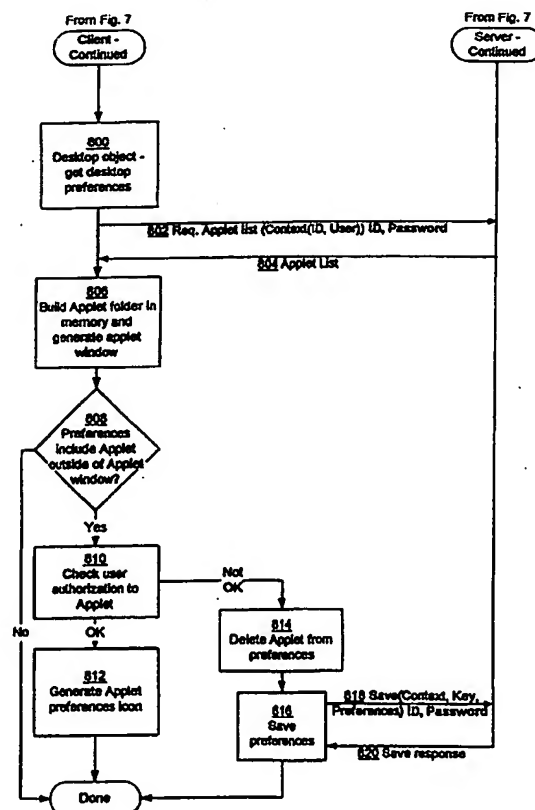 From Fig. 7
Client -
Continued
From Fig. 7
Server -
Continued
800
Desktop object -
get desktop
preferences
802 Req. Applet list (Context(ID, User)) ID, Password
804 Applet List
806
Build Applet folder in
memory and
generate applet
window
808
Preferences
include Applet
outside of Applet
window?
Yes
No
810
Check user
authorization to
Applet
Not
OK
OK
812
Generate Applet
preferences icon
814
Delete Applet from
preferences
816
Save
preferences
818 Save(Context, Key,
Preferences) ID, Password
820 Save response
Done